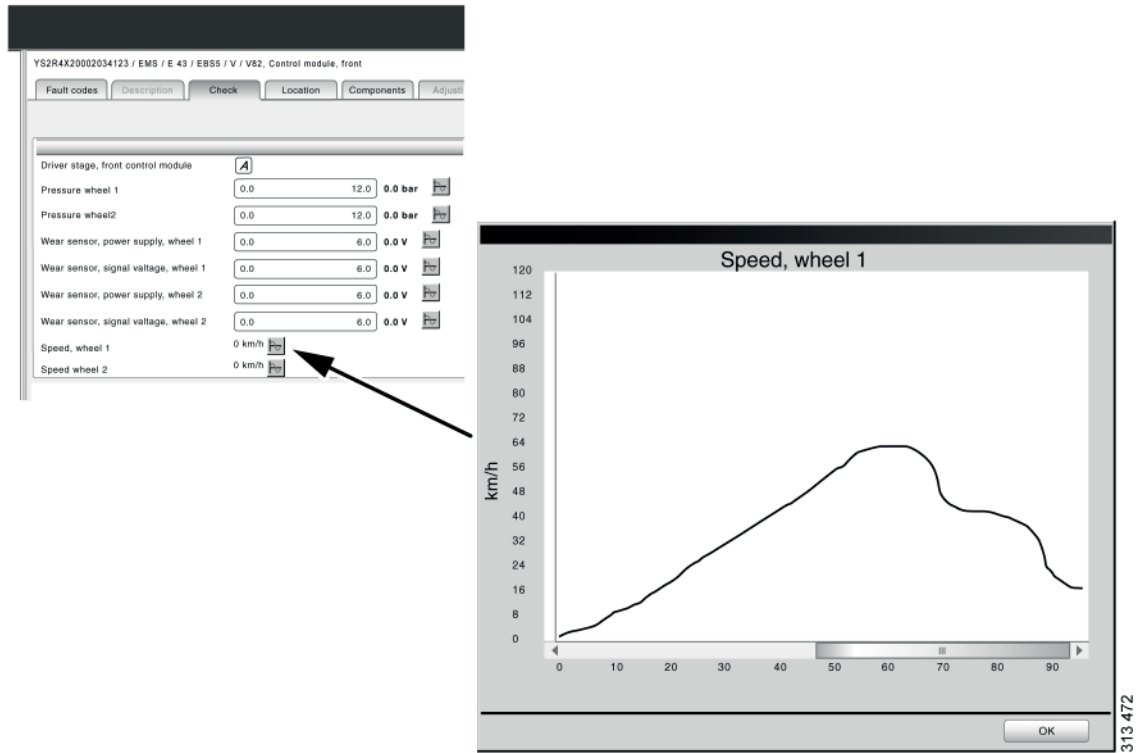 YS2R4X20002034123 / EMS / E 43 / EBS5 / V / V82, Control module, front
Fault codes Description Check Location Components Adjusti
Driver stage, front control module A
Pressure wheel 1 0.0 12.0 0.0 bar
Pressure wheel2 0.0 12.0 0.0 bar
Wear sensor, power supply, wheel 1 0.0 6.0 0.0 V
Wear sensor, signal valtage, wheel 1 0.0 6.0 0.0 V
Wear sensor, power supply, wheel 2 0.0 6.0 0.0 V
Wear sensor, signal valtage, wheel 2 0.0 6.0 0.0 V
Speed, wheel 1 0 km/h
Speed wheel 2 0 km/h
Speed, wheel 1
120
112
104
96
88
80
72
64
56
48
40
32
24
16
8
0
km/h
0 10 20 30 40 50 60 70 80 90
OK
313 472